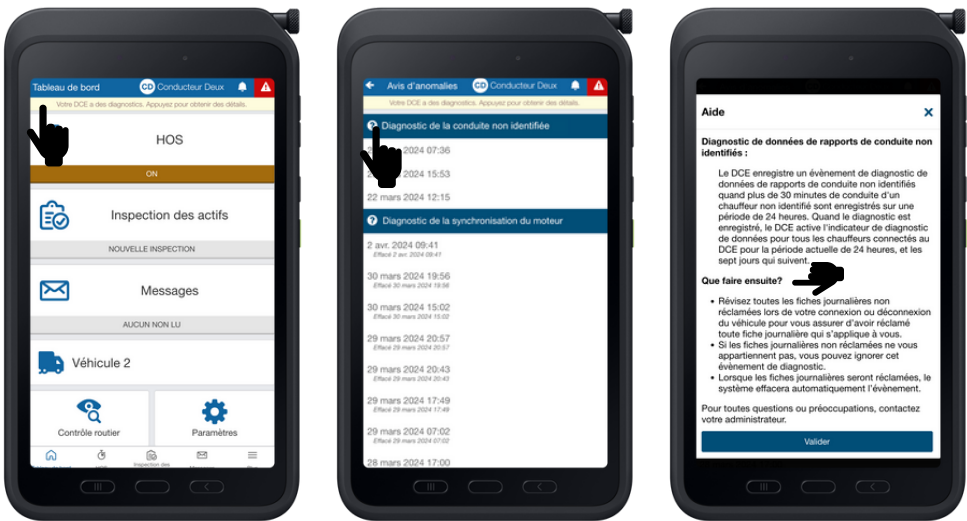 Tableau de bord
CD Conducteur Deux
Votre DCE a des diagnostics. Appuyez pour obtenir des détails.
HOS
ON
Inspection des actifs
NOUVELLE INSPECTION
Messages
AUCUN NON LU
Véhicule 2
Contrôle routier
Paramètres
Inspection des
Avis d'anomalies
CD Conducteur Deux
Votre DCE a des diagnostics. Appuyez pour obtenir des détails.
Diagnostic de la conduite non identifiée
2024 07:36
2024 15:53
22 mars 2024 12:15
Diagnostic de la synchronisation du moteur
2 avr. 2024 09:41
Effacé 2 avr. 2024 09:41
30 mars 2024 19:56
Effacé 30 mars 2024 19:56
30 mars 2024 15:02
Effacé 30 mars 2024 15:02
29 mars 2024 20:57
Effacé 29 mars 2024 20:57
29 mars 2024 20:43
Effacé 29 mars 2024 20:43
29 mars 2024 17:49
Effacé 29 mars 2024 17:49
29 mars 2024 07:02
Effacé 29 mars 2024 07:02
28 mars 2024 17:00
Aide
Diagnostic de données de rapports de conduite non
identifiés :
Le DCE enregistre un évènement de diagnostic de
données de rapports de conduite non identifiés
quand plus de 30 minutes de conduite d'un
chauffeur non identifié sont enregistrés sur une
période de 24 heures. Quand le diagnostic est
enregistré, le DCE active l'indicateur de diagnostic
de données pour tous les chauffeurs connectés au
DCE pour la période actuelle de 24 heures, et les
sept jours qui suivent.
Que faire ensuite?
• Révisez toutes les fiches journalières non
réclamées lors de votre connexion ou déconnexion
du véhicule pour vous assurer d'avoir réclamé
toute fiche journalière qui s'applique à vous.
• Si les fiches journalières non réclamées ne vous
appartiennent pas, vous pouvez ignorer cet
évènement de diagnostic.
• Lorsque les fiches journalières seront réclamées, le
système effacera automatiquement l'évènement.
Pour toutes questions ou préoccupations, contactez
votre administrateur.
Valider